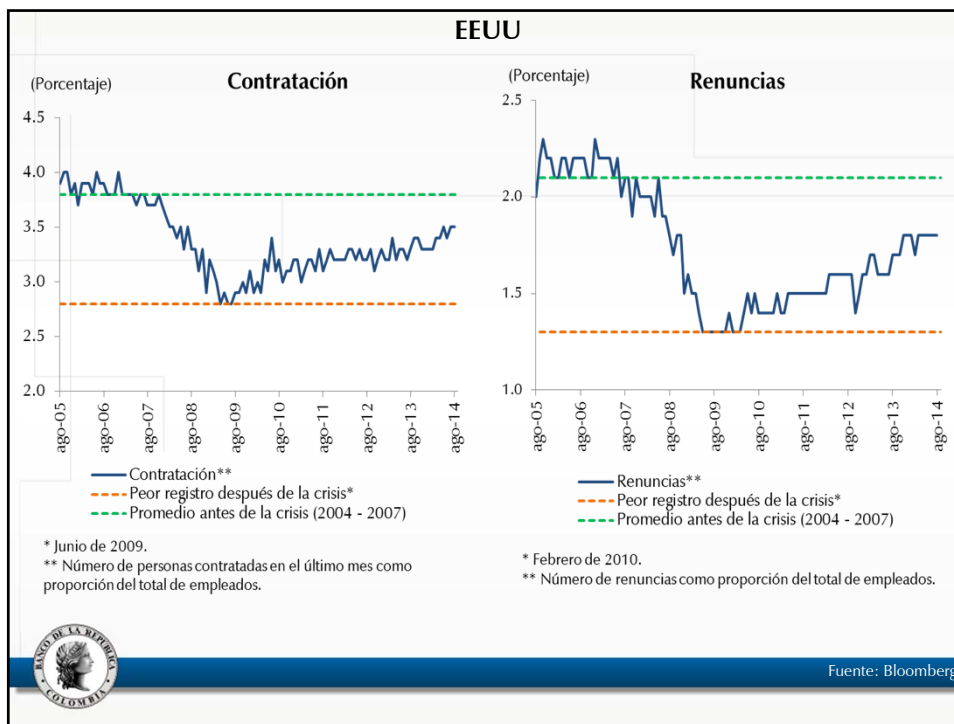 EEUU
(Porcentaje)
Contratación
4.5
4.0
3.5
3.0
2.5
2.0
ago-05
ago-06
ago-07
ago-08
ago-09
ago-10
ago-11
ago-12
ago-13
ago-14
Contratación**
Peor registro después de la crisis*
Promedio antes de la crisis (2004 - 2007)
* Junio de 2009.
** Número de personas contratadas en el último mes como
proporción del total de empleados.
(Porcentaje)
Renuncias
2.5
2.0
1.5
1.0
ago-05
ago-06
ago-07
ago-08
ago-09
ago-10
ago-11
ago-12
ago-13
ago-14
Renuncias**
Peor registro después de la crisis*
Promedio antes de la crisis (2004 - 2007)
* Febrero de 2010.
** Número de renuncias como proporción del total de empleados.
BANCO DE LA REPUBLICA
COLOMBIA
Fuente: Bloomberg